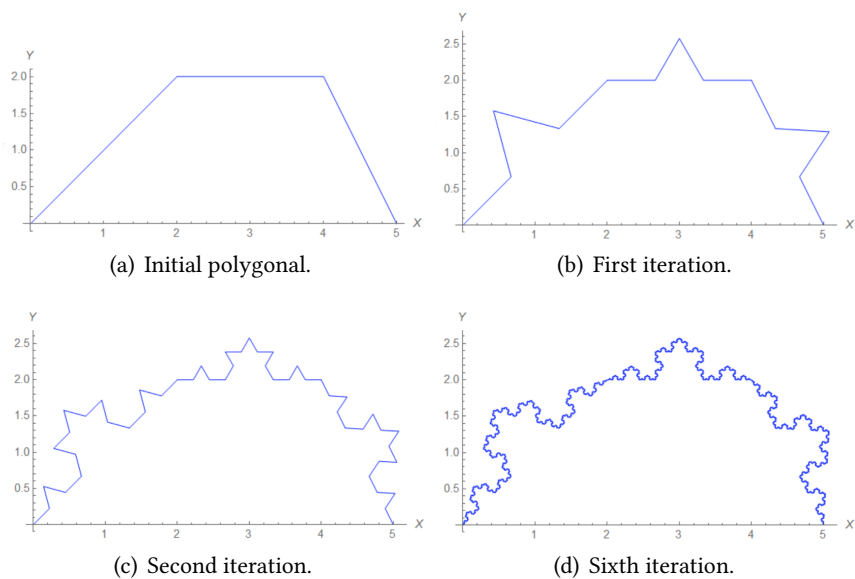 Y
2.0
1.5
1.0
0.5
1 2 3 4 5 X
(a) Initial polygonal.
Y
2.5
2.0
1.5
1.0
0.5
1 2 3 4 5 X
(b) First iteration.
Y
2.5
2.0
1.5
1.0
0.5
1 2 3 4 5 X
(c) Second iteration.
Y
2.5
2.0
1.5
1.0
0.5
1 2 3 4 5 X
(d) Sixth iteration.